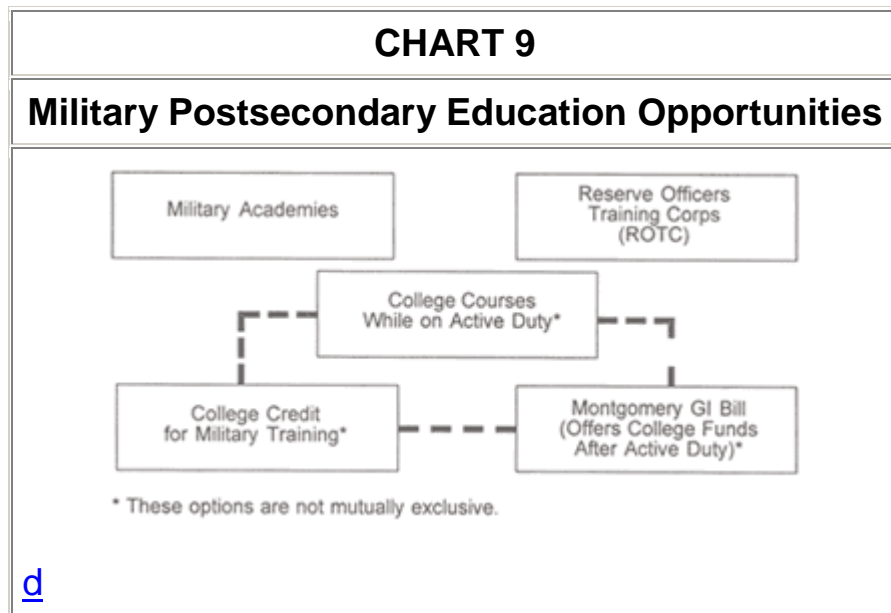 CHART 9
Military Postsecondary Education Opportunities
Military Academies
Reserve Officers
Training Corps
(ROTC)
College Courses
While on Active Duty*
College Credit
for Military Training*
Montgomery GI Bill
(Offers College Funds
After Active Duty)*
* These options are not mutually exclusive.
d